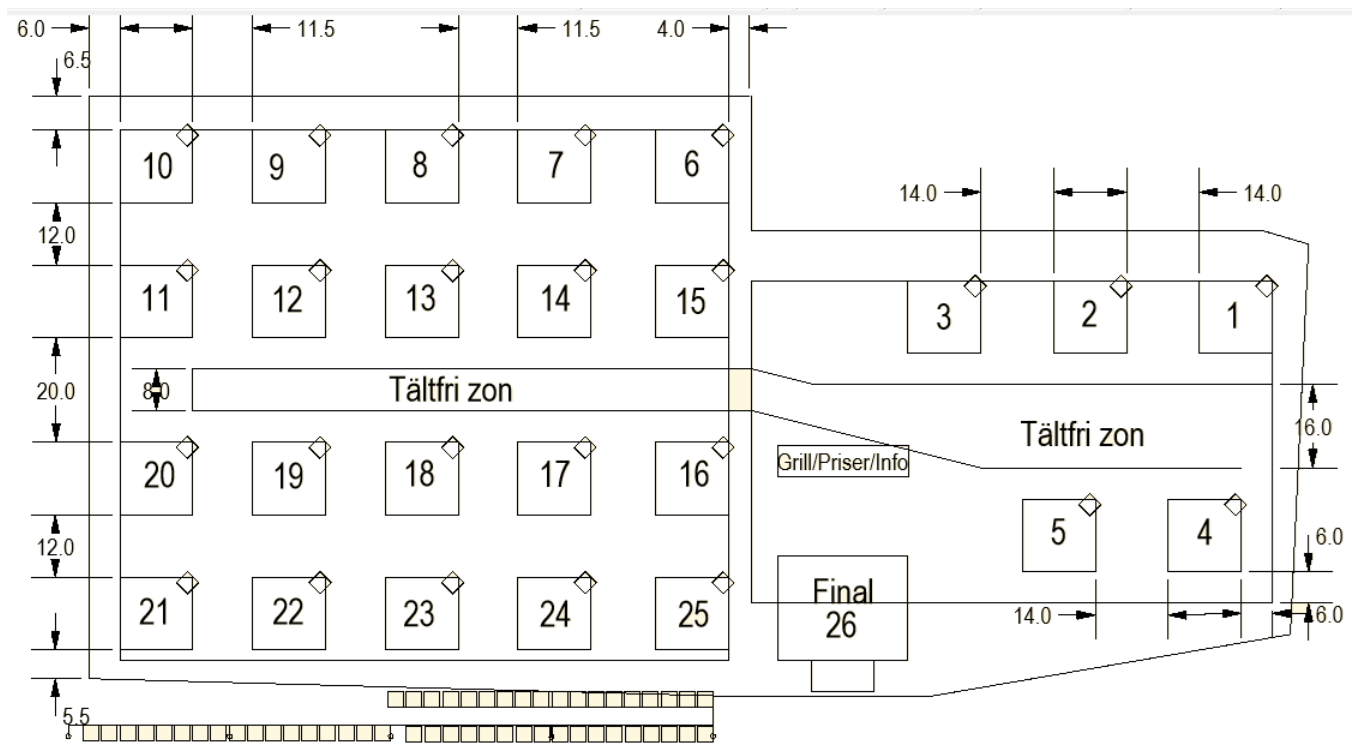 6.0 11.5 11.5 4.0
6.5
10 9 8 7 6
12.0 14.0 14.0
11 12 13 14 15 3 2 1
20.0 8.0 Tältfri zon
Tältfri zon 16.0
20 19 18 17 16 Grill/Priser/Info
5 4
12.0 6.0
21 22 23 24 25 Final
26 14.0 6.0
5.5